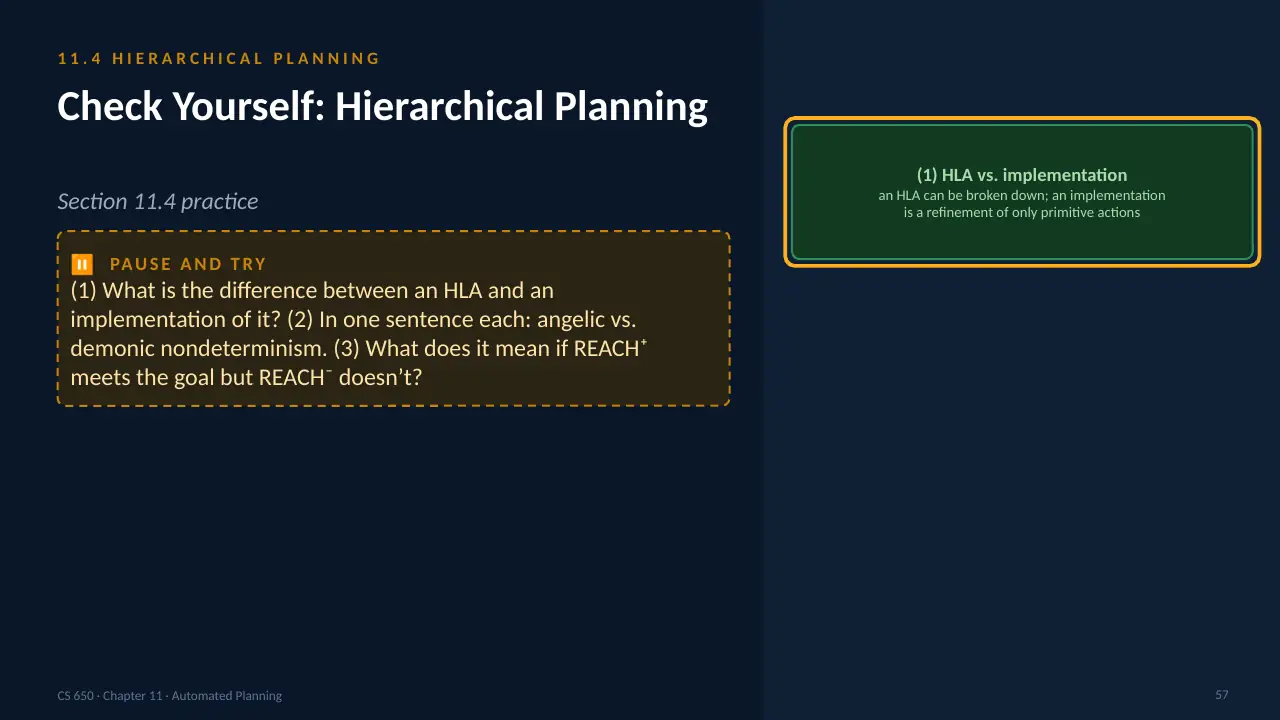 11.4 HIERARCHICAL PLANNING
Check Yourself: Hierarchical Planning
Section 11.4 practice
⏸ PAUSE AND TRY
(1) What is the difference between an HLA and an
implementation of it? (2) In one sentence each: angelic vs.
demonic nondeterminism. (3) What does it mean if REACH⁺
meets the goal but REACH⁻ doesn’t?
(1) HLA vs. implementation
an HLA can be broken down; an implementation
is a refinement of only primitive actions
CS 650 · Chapter 11 · Automated Planning
57